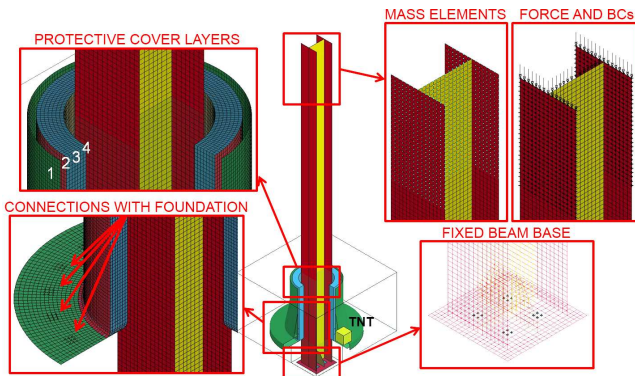 PROTECTIVE COVER LAYERS
MASS ELEMENTS
FORCE AND BCs
1
2
3
4
CONNECTIONS WITH FOUNDATION
FIXED BEAM BASE
TNT